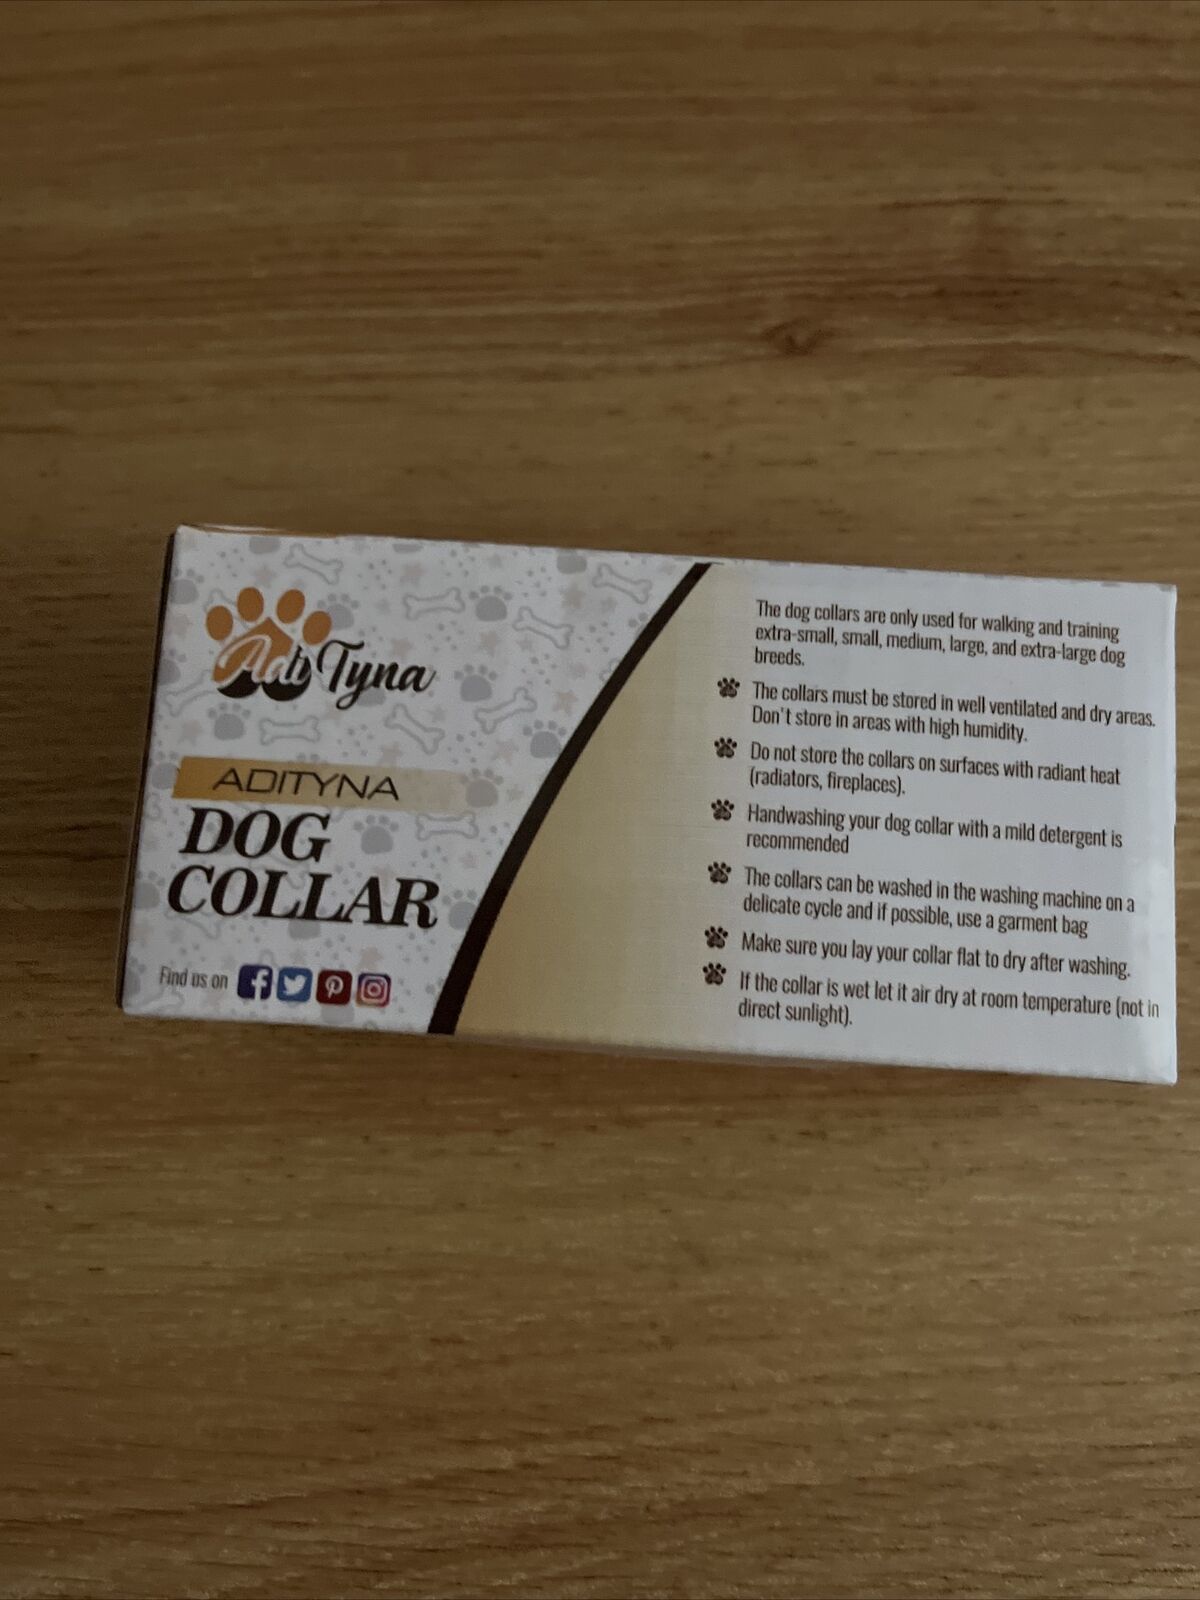 Adi Tyna
ADITYNA
DOG
COLLAR
Find us on
The dog collars are only used for walking and training
extra-small, small, medium, large, and extra-large dog
breeds.
The collars must be stored in well ventilated and dry areas.
Don't store in areas with high humidity.
Do not store the collars on surfaces with radiant heat
(radiators, fireplaces).
Handwashing your dog collar with a mild detergent is
recommended
The collars can be washed in the washing machine on a
delicate cycle and if possible, use a garment bag
Make sure you lay your collar flat to dry after washing.
If the collar is wet let it air dry at room temperature (not in
direct sunlight).